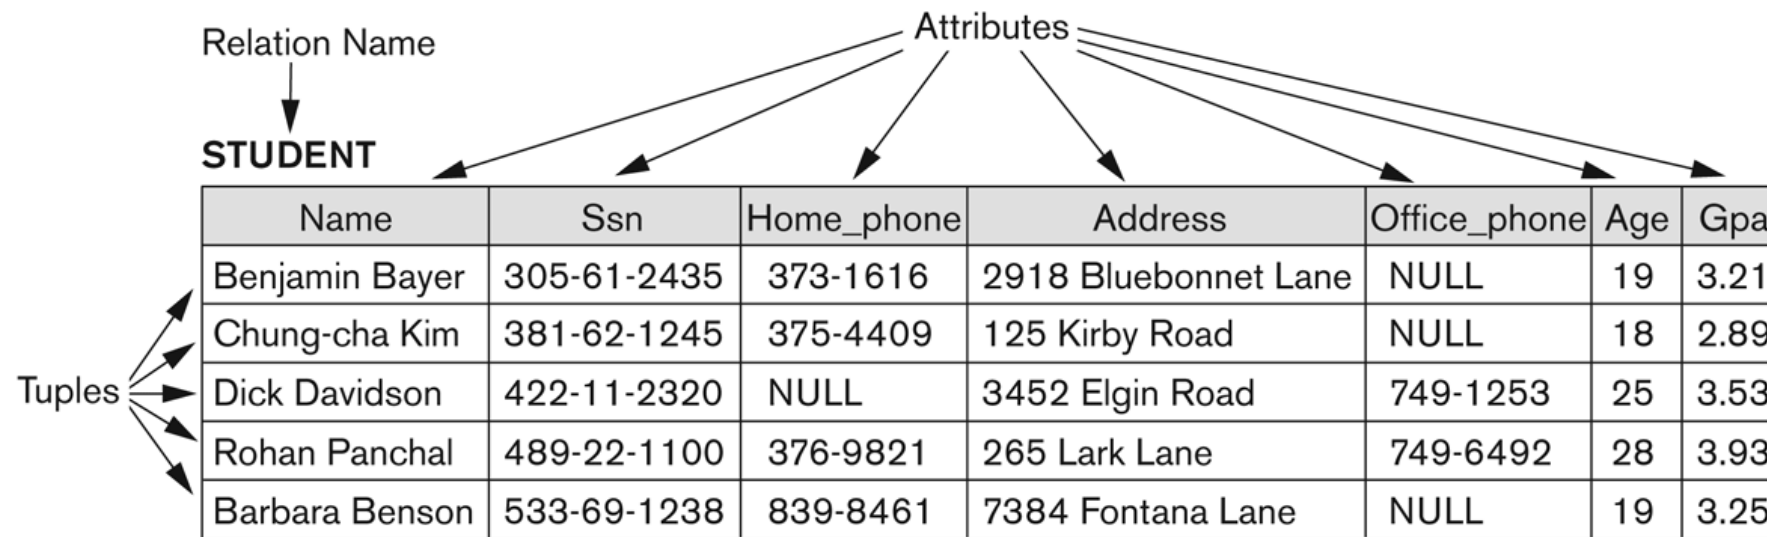 Attributes
Relation Name
STUDENT
Name Ssn Home_phone Address Office_phone Age Gpa
Benjamin Bayer 305-61-2435 373-1616 2918 Bluebonnet Lane NULL 19 3.21
Chung-cha Kim 381-62-1245 375-4409 125 Kirby Road NULL 18 2.89
Tuples Dick Davidson 422-11-2320 NULL 3452 Elgin Road 749-1253 25 3.53
Rohan Panchal 489-22-1100 376-9821 265 Lark Lane 749-6492 28 3.93
Barbara Benson 533-69-1238 839-8461 7384 Fontana Lane NULL 19 3.25